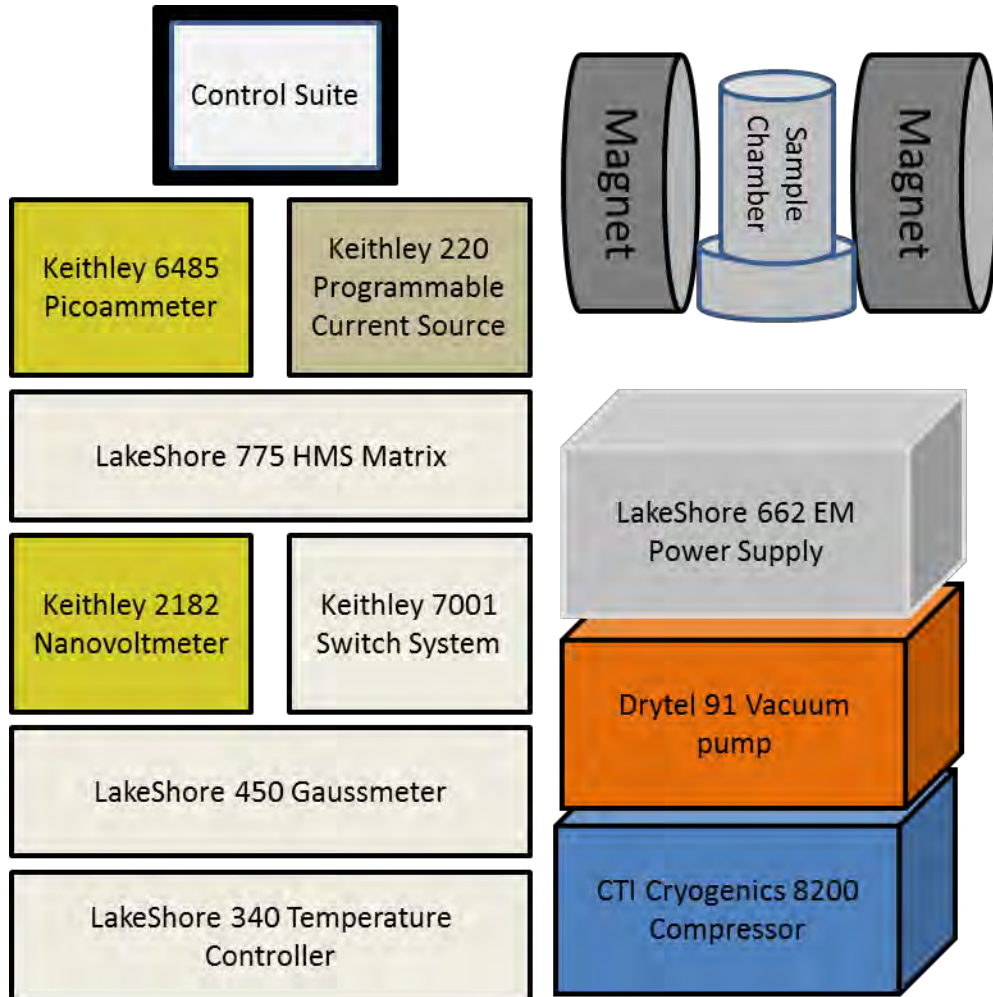 Control Suite
Keithley 6485
Picoammeter
Keithley 220
Programmable
Current Source
LakeShore 775 HMS Matrix
Keithley 2182
Nanovoltmeter
Keithley 7001
Switch System
LakeShore 450 Gaussmeter
LakeShore 340 Temperature
Controller
Magnet
Sample
Chamber
Magnet
LakeShore 662 EM
Power Supply
Drytel 91 Vacuum
pump
CTI Cryogenics 8200
Compressor